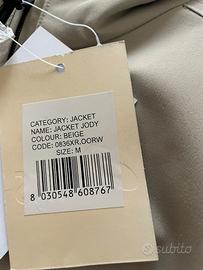 CATEGORY: JACKET
NAME: JACKET JODY
COLOUR: BEIGE
CODE: 0836XR.OORW
SIZE: M
8 030548 608767
subito